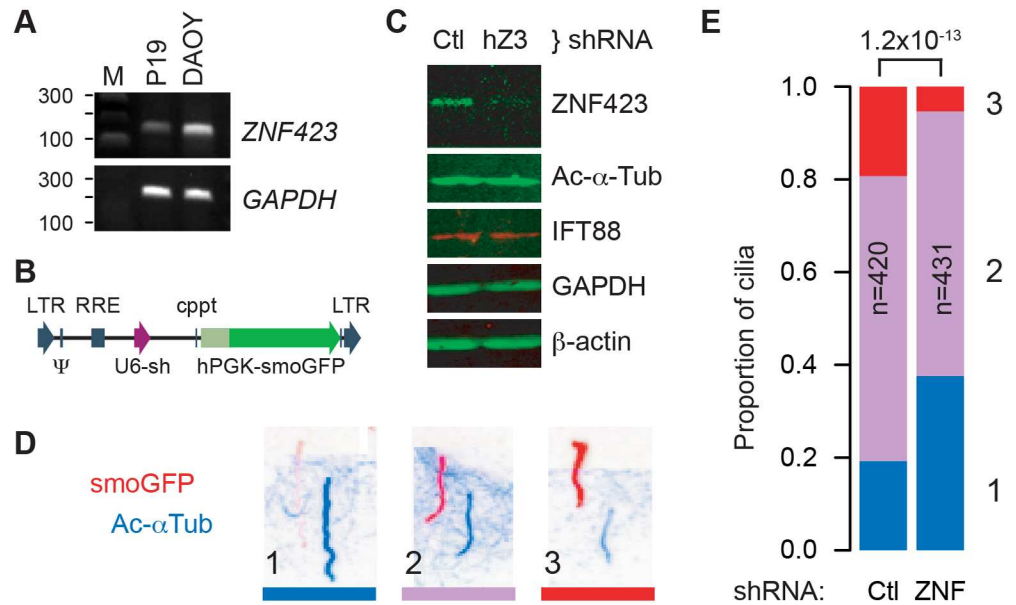 A
M
P19
DAOY
300
100
ZNF423
300
100
GAPDH
B
LTR RRE cppt LTR
Ψ U6-sh hPGK-smoGFP
C
Ctl hZ3 } shRNA
ZNF423
Ac-α-Tub
IFT88
GAPDH
β-actin
D
smoGFP
Ac-αTub
1 2 3
E
1.2x10-13
Proportion of cilia
1.0
0.8
0.6
0.4
0.2
0.0
n=420
n=431
3
2
1
shRNA: Ctl ZNF